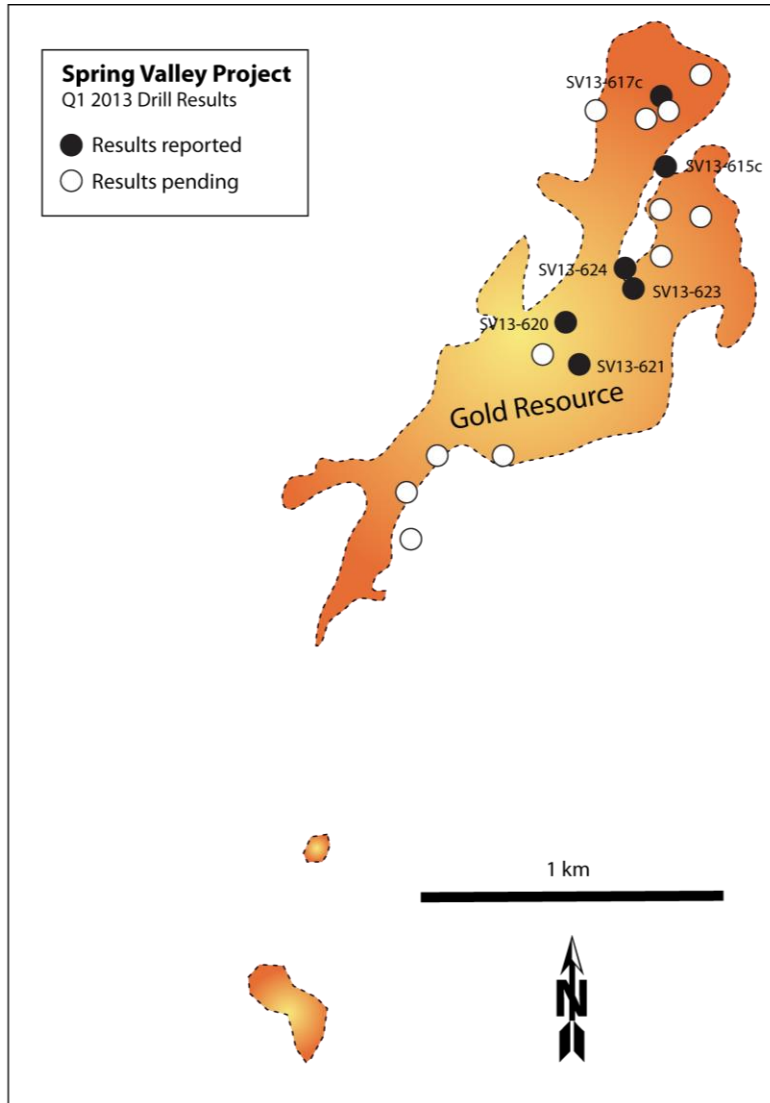 Spring Valley Project
Q1 2013 Drill Results
Results reported
Results pending
SV13-617c
SV13-615c
SV13-624
SV13-623
SV13-620
SV13-621
Gold Resource
1 km
N